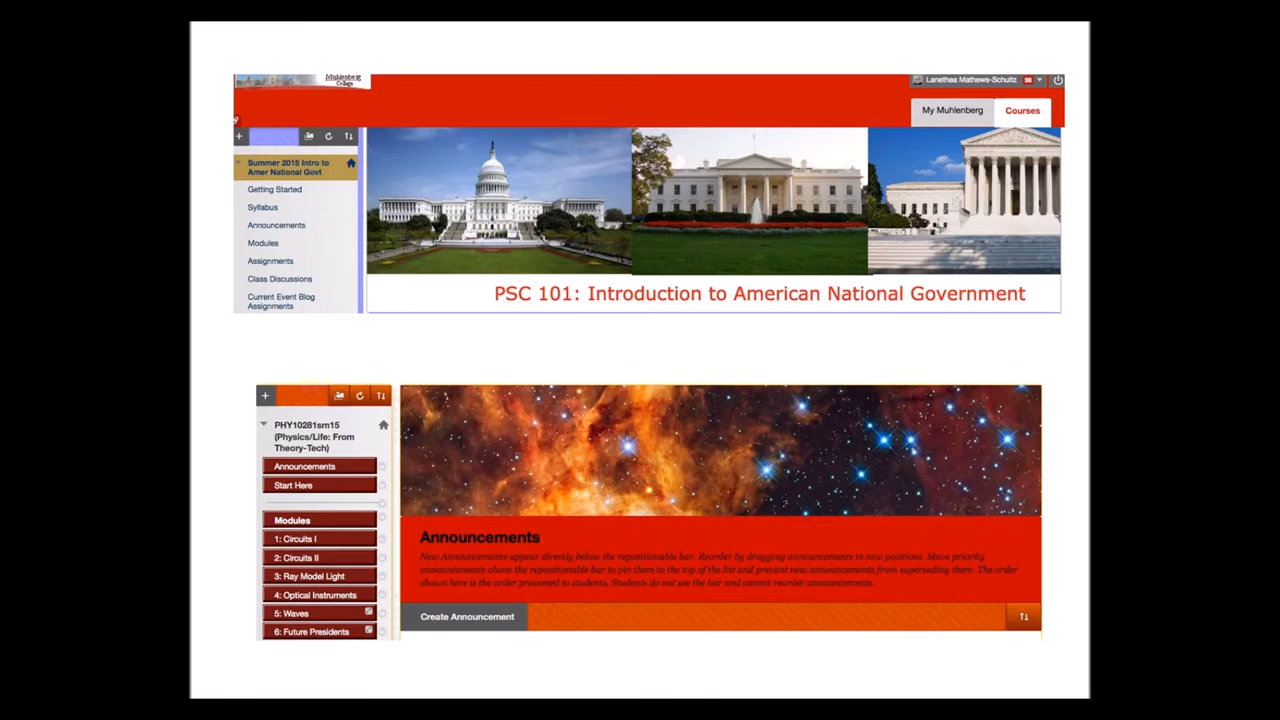 Muhlenberg
College
Lanethea Mathews-Schultz 26
My Muhlenberg Courses
Summer 2015 Intro to
Amer National Govt
Getting Started
Syllabus
Announcements
Modules
Assignments
Class Discussions
Current Event Blog
Assignments
PSC 101: Introduction to American National Government
PHY10281sm15
(Physics/Life: From
Theory-Tech)
Announcements
Start Here
Modules
1: Circuits I
2: Circuits II
3: Ray Model Light
4: Optical Instruments
5: Waves
6: Future Presidents
Announcements
New Announcements appear directly below the repositionable bar. Reorder by dragging announcements to new positions. Move priority
announcements above the repositionable bar to pin them to the top of the list and prevent new announcements from superseding them. The order
shown here is the order presented to students. Students do not see the bar and cannot reorder announcements.
Create Announcement